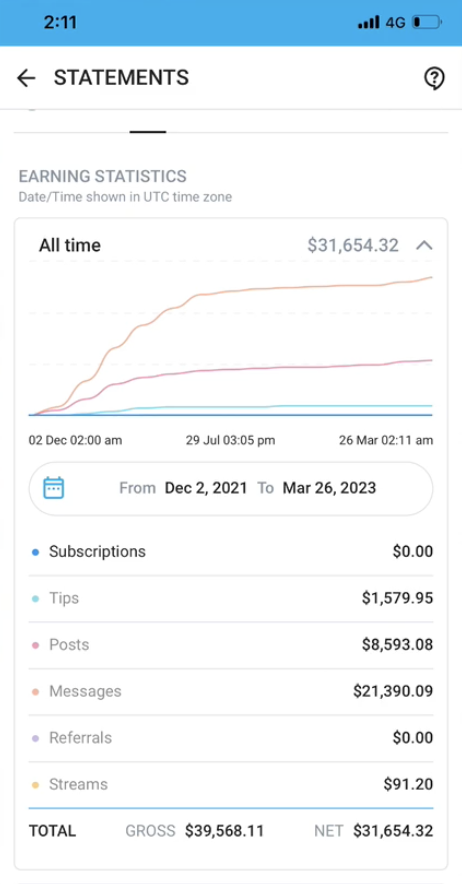 2:11 4G
STATEMENTS
EARNING STATISTICS
Date/Time shown in UTC time zone
All time $31,654.32
02 Dec 02:00 am 29 Jul 03:05 pm 26 Mar 02:11 am
From Dec 2, 2021 To Mar 26, 2023
Subscriptions $0.00
Tips $1,579.95
Posts $8,593.08
Messages $21,390.09
Referrals $0.00
Streams $91.20
TOTAL GROSS $39,568.11 NET $31,654.32